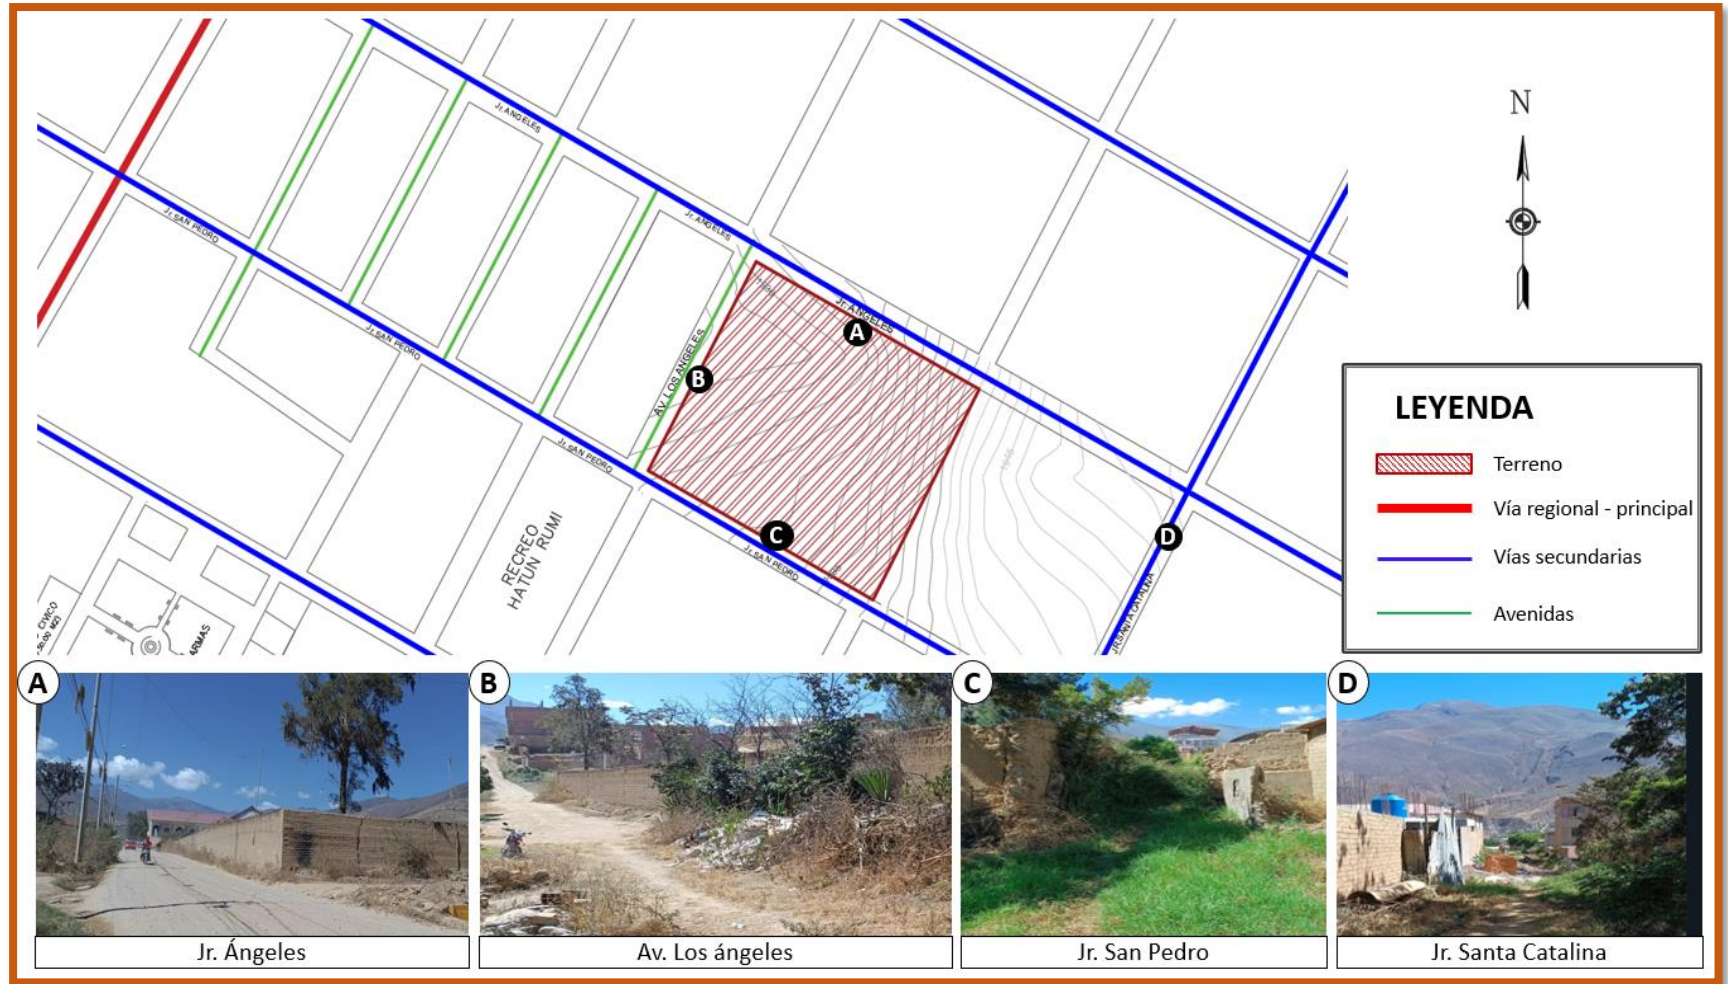 N
Jr. ANGELES
Jr. SAN PEDRO
Jr. ANGELES
Jr. ANGELES
A
Jr. SAN PEDRO
AV. LOS ANGELES
B
LEYENDA
Terreno
Vía regional - principal
Vías secundarias
Avenidas
Jr. SAN PEDRO
RECREO
HATUN RUMI
C
Jr. SAN PEDRO
D
JR. SANTA CATALINA
CIVICO
ARMAS
A
B
C
D
Jr. Ángeles
Av. Los ángeles
Jr. San Pedro
Jr. Santa Catalina